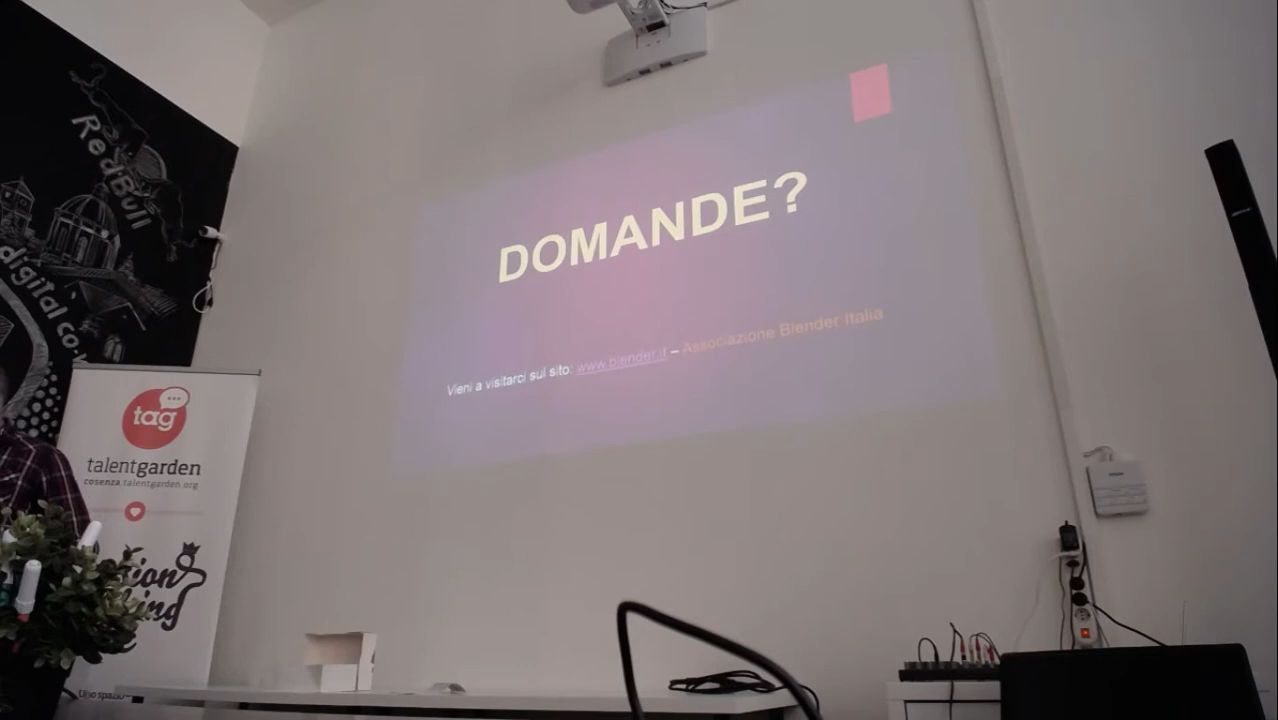 RedBull
digital co-
DOMANDE?
Vieni a visitarci sul sito: www.blender.it – Associazione Blender Italia
tag
talentgarden
cosenza.talentgarden.org